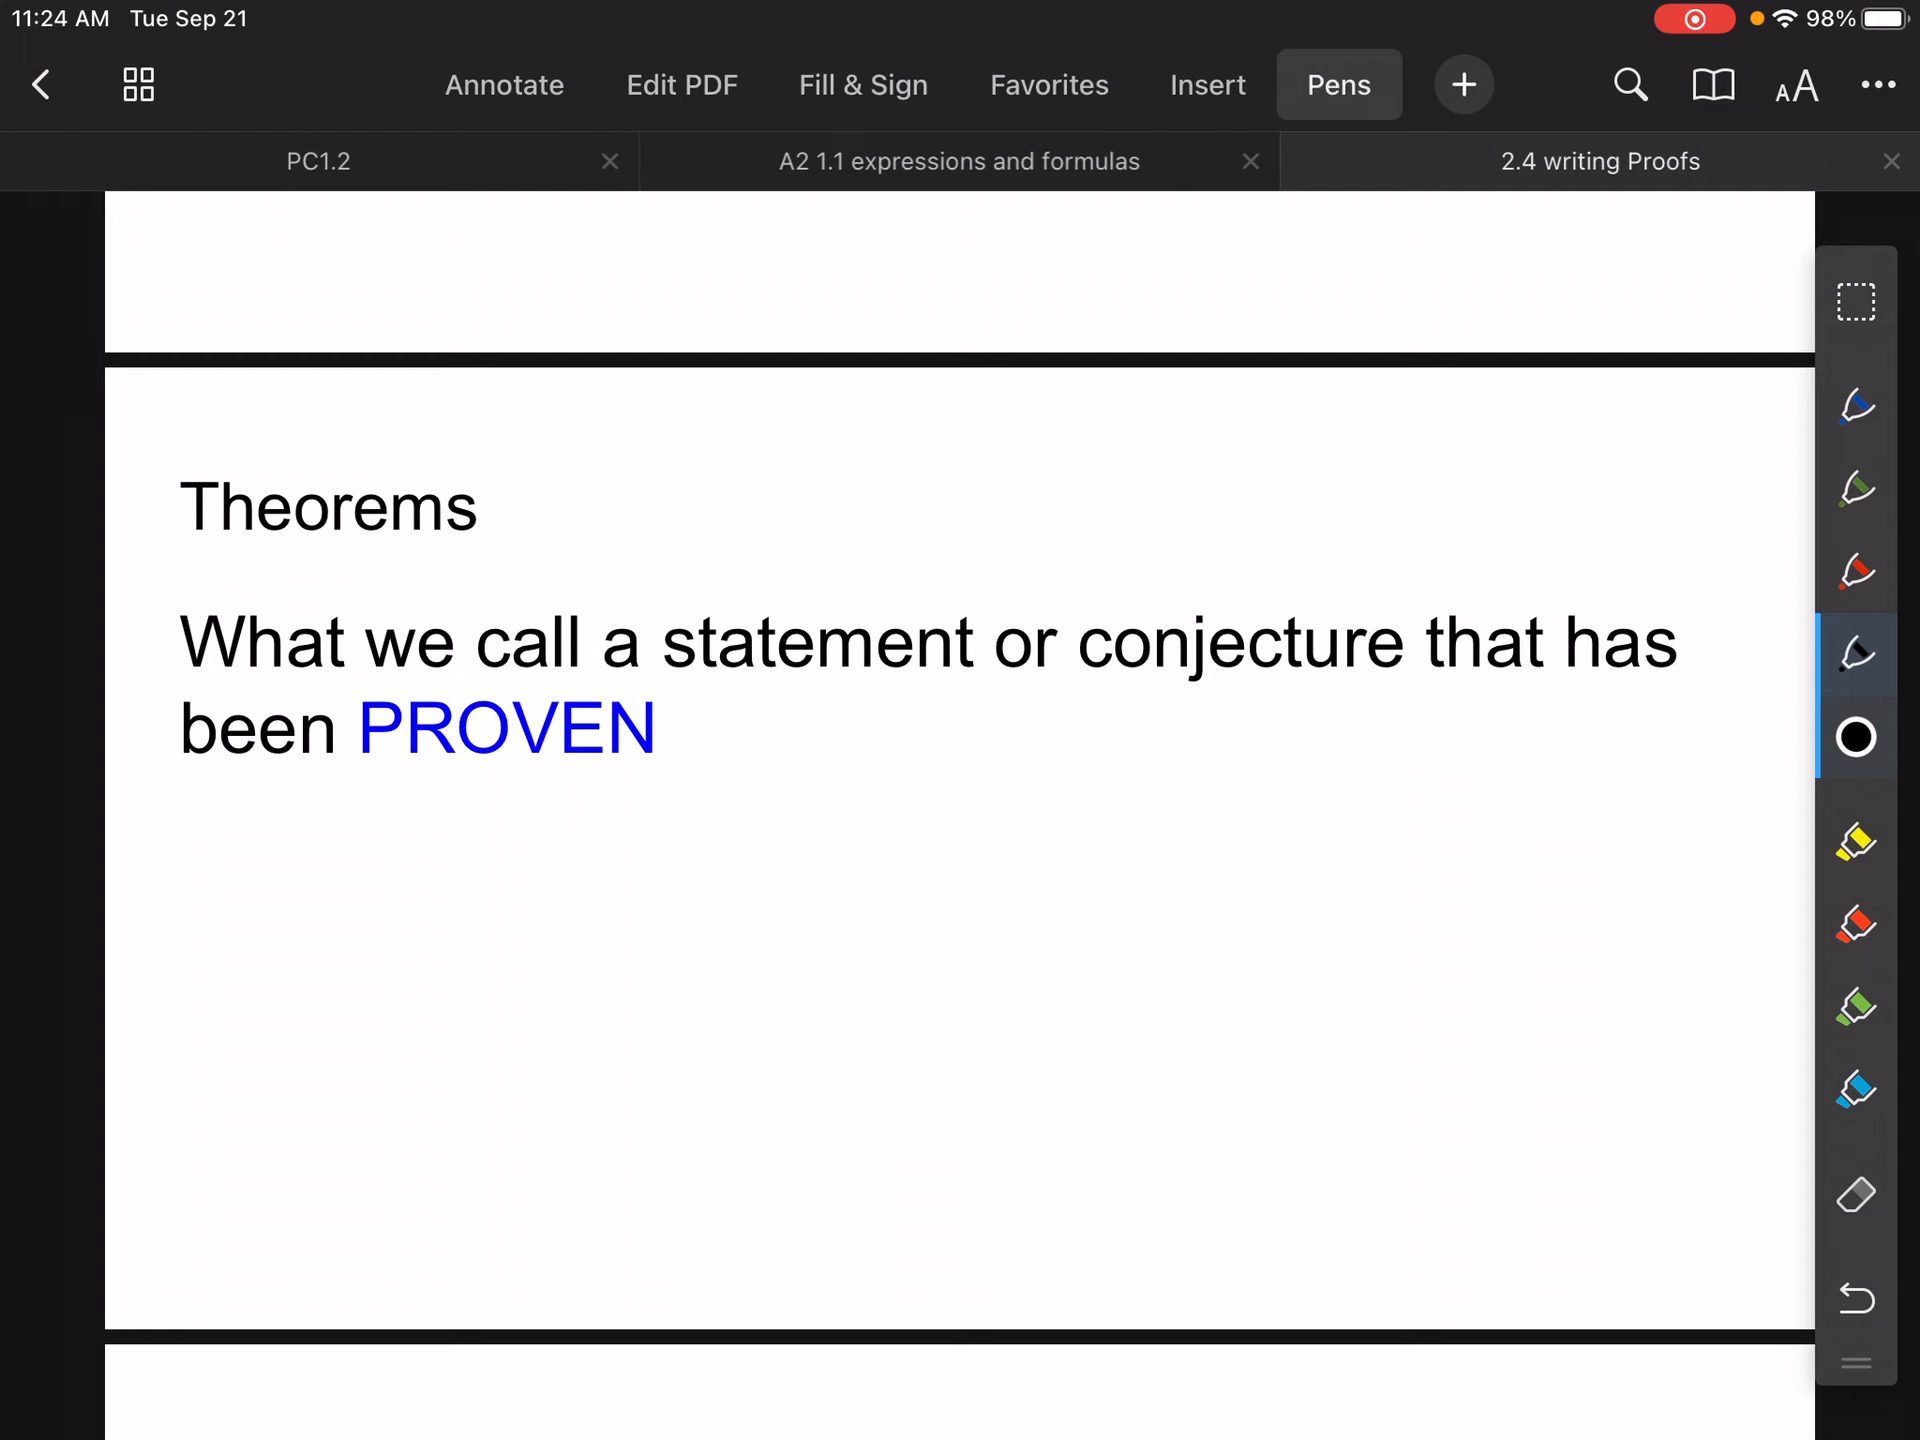 11:24 AM Tue Sep 21 98%
Annotate Edit PDF Fill & Sign Favorites Insert Pens AA
PC1.2 A2 1.1 expressions and formulas 2.4 writing Proofs
Theorems
What we call a statement or conjecture that has
been PROVEN